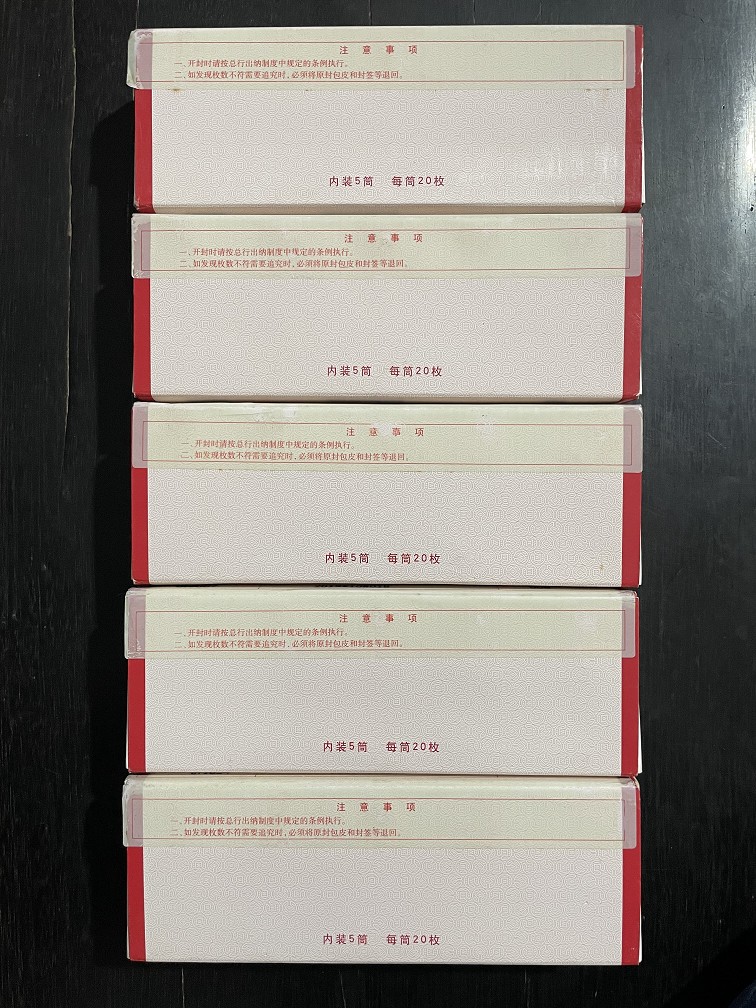 注意事项
一、开封时请按总行出纳制度中规定的条例执行。
二、如发现枚数不符需要追究时，必须将原封包皮和封签等退回。
内装5筒 每筒20枚
注意事项
一、开封时请按总行出纳制度中规定的条例执行。
二、如发现枚数不符需要追究时，必须将原封包皮和封签等退回。
内装5筒 每筒20枚
注意事项
一、开封时请按总行出纳制度中规定的条例执行。
二、如发现枚数不符需要追究时，必须将原封包皮和封签等退回。
内装5筒 每筒20枚
注意事项
一、开封时请按总行出纳制度中规定的条例执行。
二、如发现枚数不符需要追究时，必须将原封包皮和封签等退回。
内装5筒 每筒20枚
注意事项
一、开封时请按总行出纳制度中规定的条例执行。
二、如发现枚数不符需要追究时，必须将原封包皮和封签等退回。
内装5筒 每筒20枚